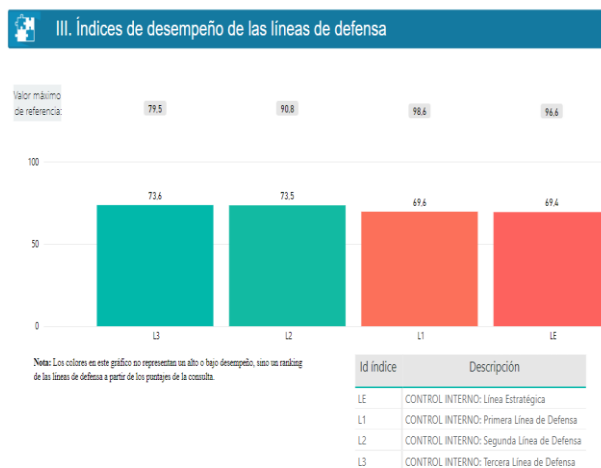 III. Índices de desempeño de las líneas de defensa
Valor máximo
de referencia:
79,5 90,8 98,6 96,6
100
73,6 73,5 69,6 69,4
50
0
L3 L2 L1 LE
Nota: Los colores en este gráfico no representan un alto o bajo desempeño, sino un ranking
de las líneas de defensa a partir de los puntajes de la consulta.
Id índice Descripción
LE CONTROL INTERNO: Línea Estratégica
L1 CONTROL INTERNO: Primera Línea de Defensa
L2 CONTROL INTERNO: Segunda Línea de Defensa
L3 CONTROL INTERNO: Tercera Línea de Defensa